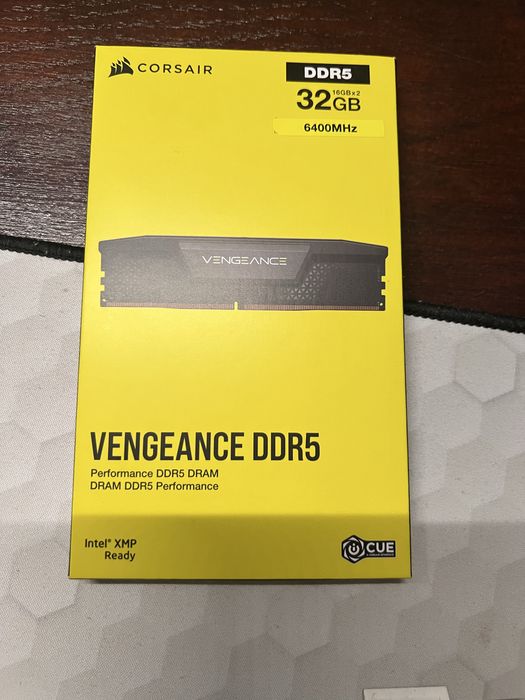 CORSAIR
DDR5
32GB 16GBx2
6400MHz
VENGEANCE
VENGEANCE DDR5
Performance DDR5 DRAM
DRAM DDR5 Performance
Intel® XMP
Ready
iCUE